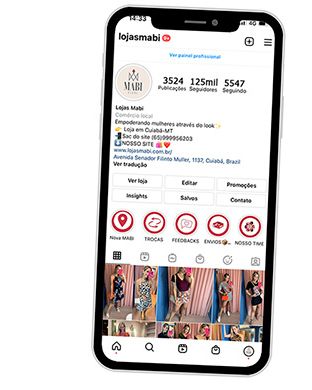 14:33
4G
lojasmabi 9+
Ver painel profissional
MABI
3524 125mil 5547
Publicações Seguidores Seguindo
Lojas Mabi
Comércio local
Empoderando mulheres através do look
Loja em Cuiabá-MT
Sac do site (65)999956203
NOSSO SITE
www.lojasmabi.com.br/
Avenida Senador Filinto Muller, 1137, Cuiabá, Brazil
Ver tradução
Ver loja Editar Promoções
Insights Salvos Contato
Nova MABI TROCAS FEEDBACKS ENVIOS NOSSO TIME